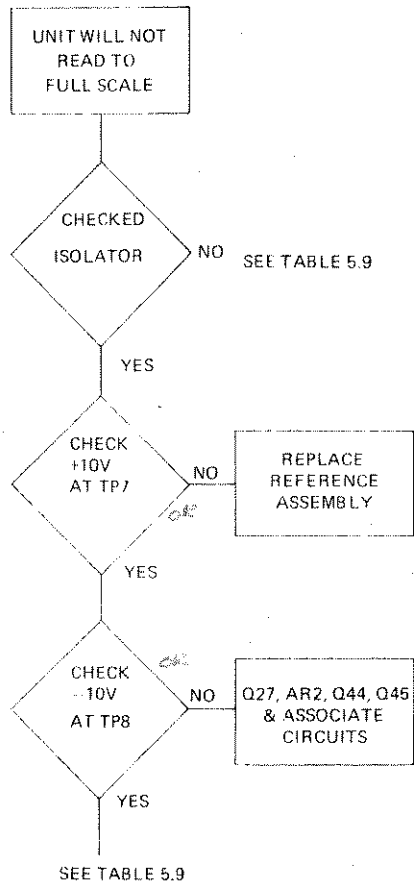 UNIT WILL NOT
READ TO
FULL SCALE
CHECKED
ISOLATOR
NO
SEE TABLE 5.9
YES
CHECK
+10V
AT TP7
NO
REPLACE
REFERENCE
ASSEMBLY
YES
CHECK
-10V
AT TP8
NO
Q27, AR2, Q44, Q45
& ASSOCIATE
CIRCUITS
YES
SEE TABLE 5.9